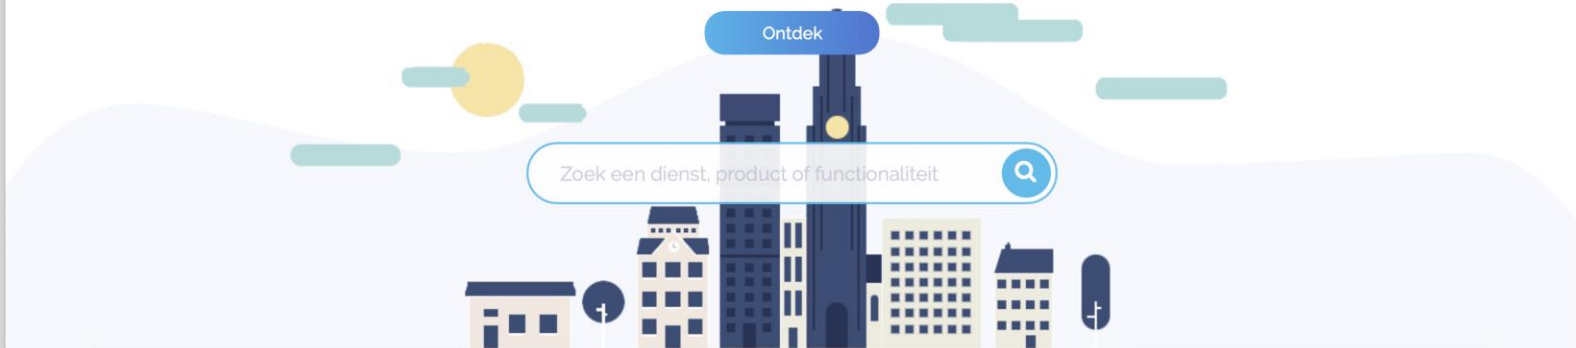 Ontdek
Zoek een dienst, product of functionaliteit